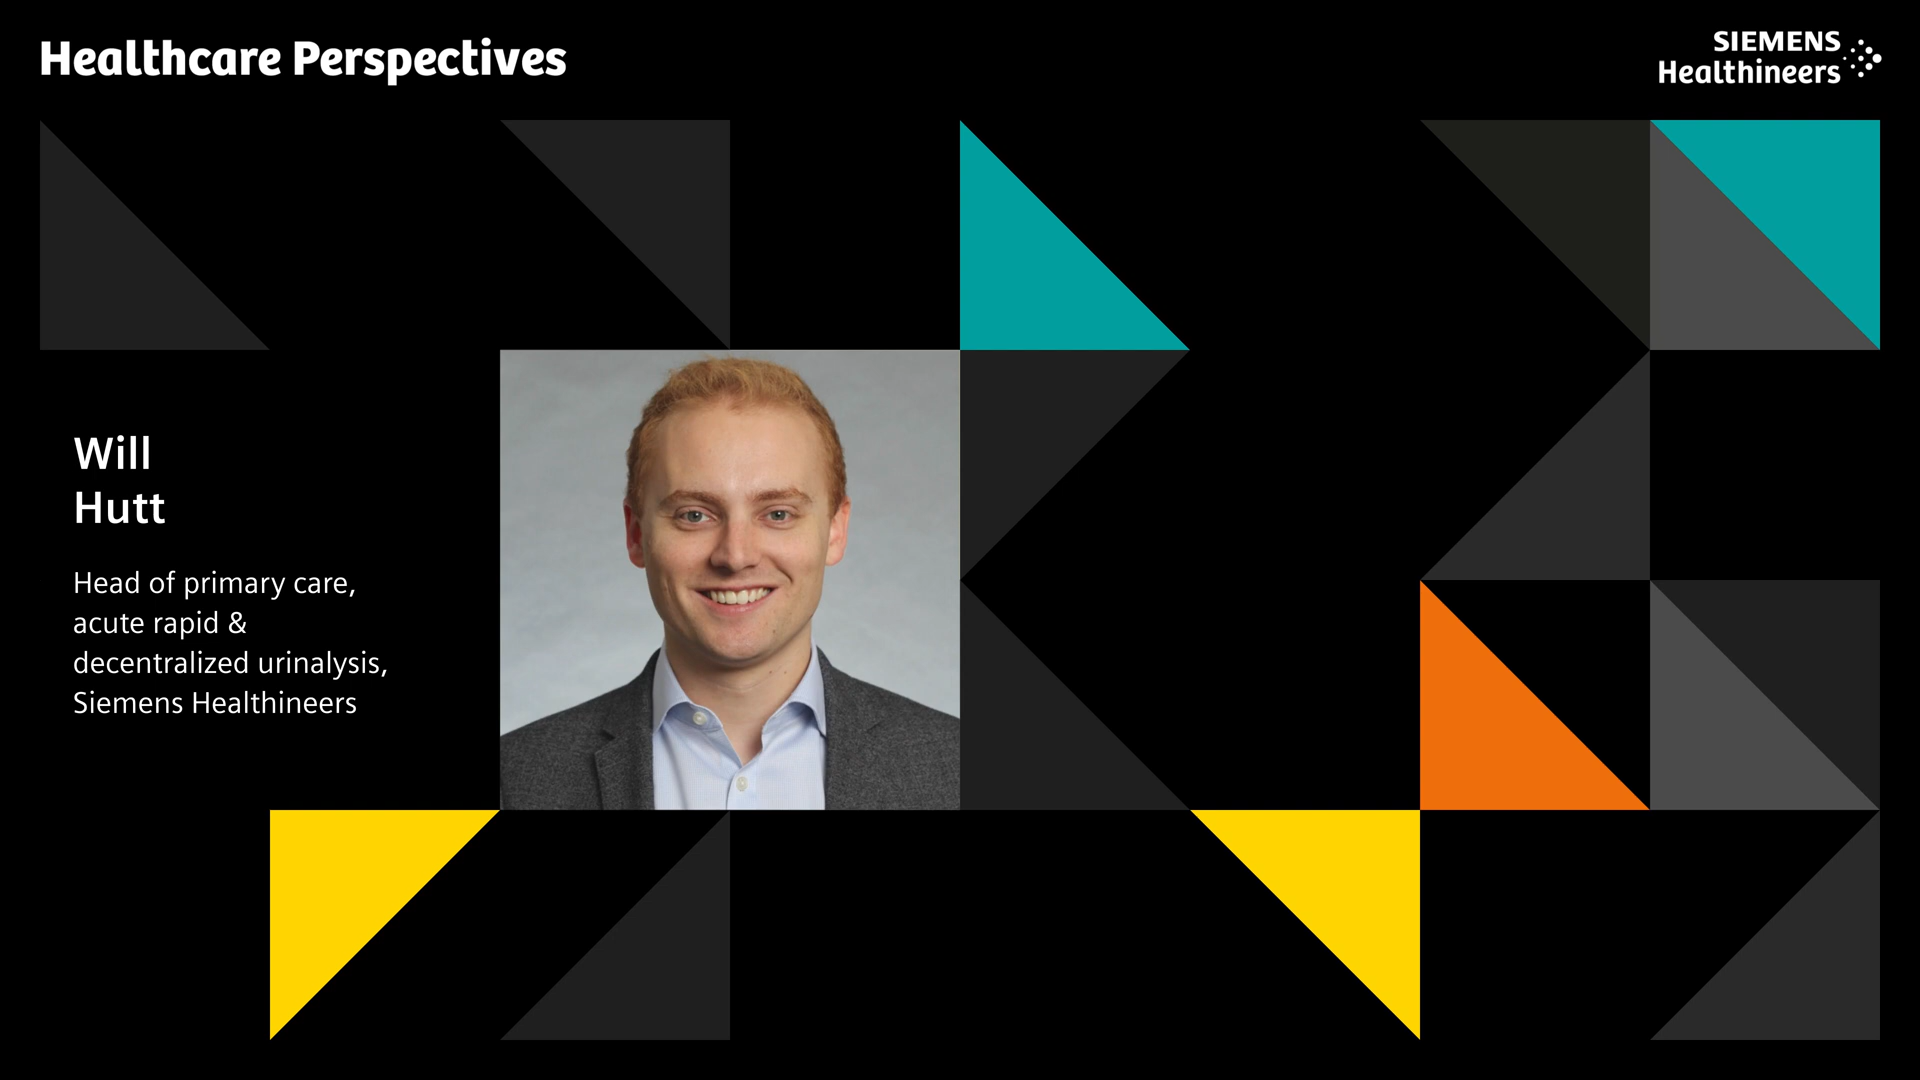 Healthcare Perspectives
SIEMENS
Healthineers
Will
Hutt
Head of primary care,
acute rapid &
decentralized urinalysis,
Siemens Healthineers